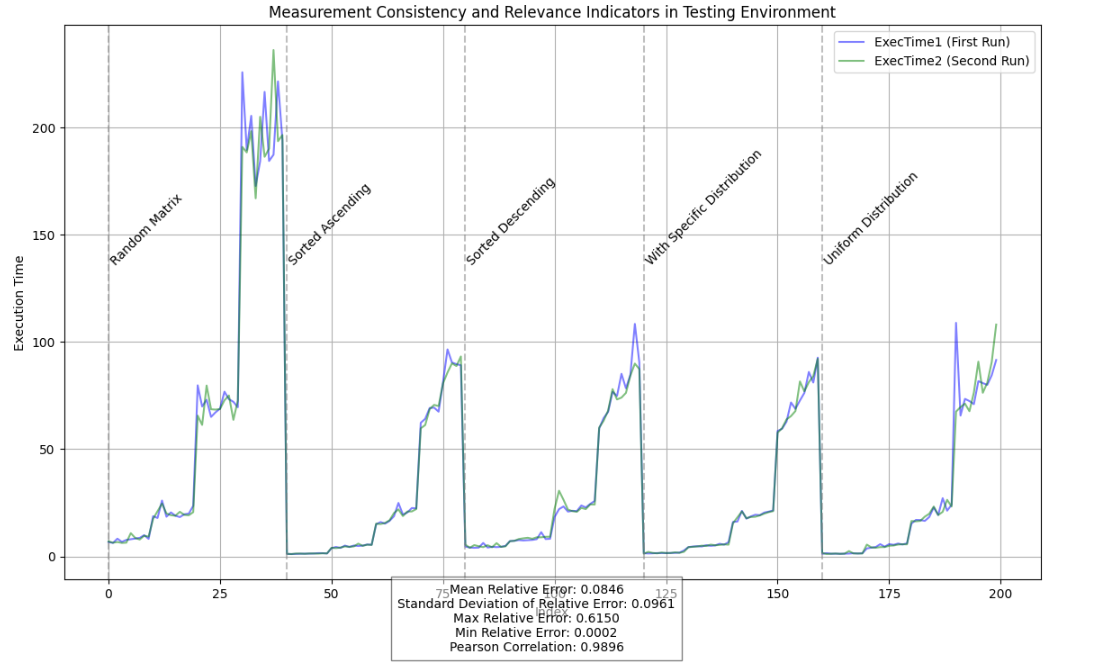 Measurement Consistency and Relevance Indicators in Testing Environment
ExecTime1 (First Run)
ExecTime2 (Second Run)
Execution Time
200
150
100
50
0
Random Matrix
Sorted Ascending
Sorted Descending
With Specific Distribution
Uniform Distribution
0 25 50 75 100 125 150 175 200
Index
Mean Relative Error: 0.0846
Standard Deviation of Relative Error: 0.0961
Max Relative Error: 0.6150
Min Relative Error: 0.0002
Pearson Correlation: 0.9896